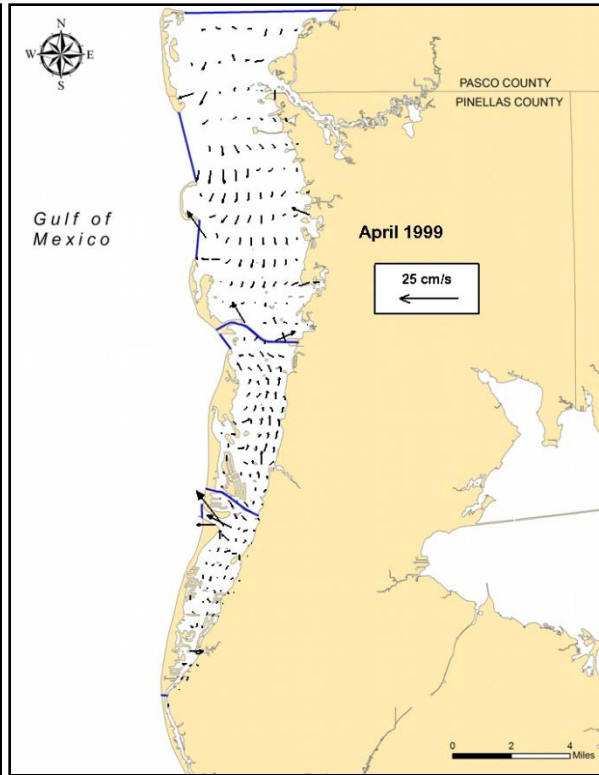 N
W E
S
PASCO COUNTY
PINELLAS COUNTY
Gulf of
Mexico
April 1999
25 cm/s
0 2 4
Miles